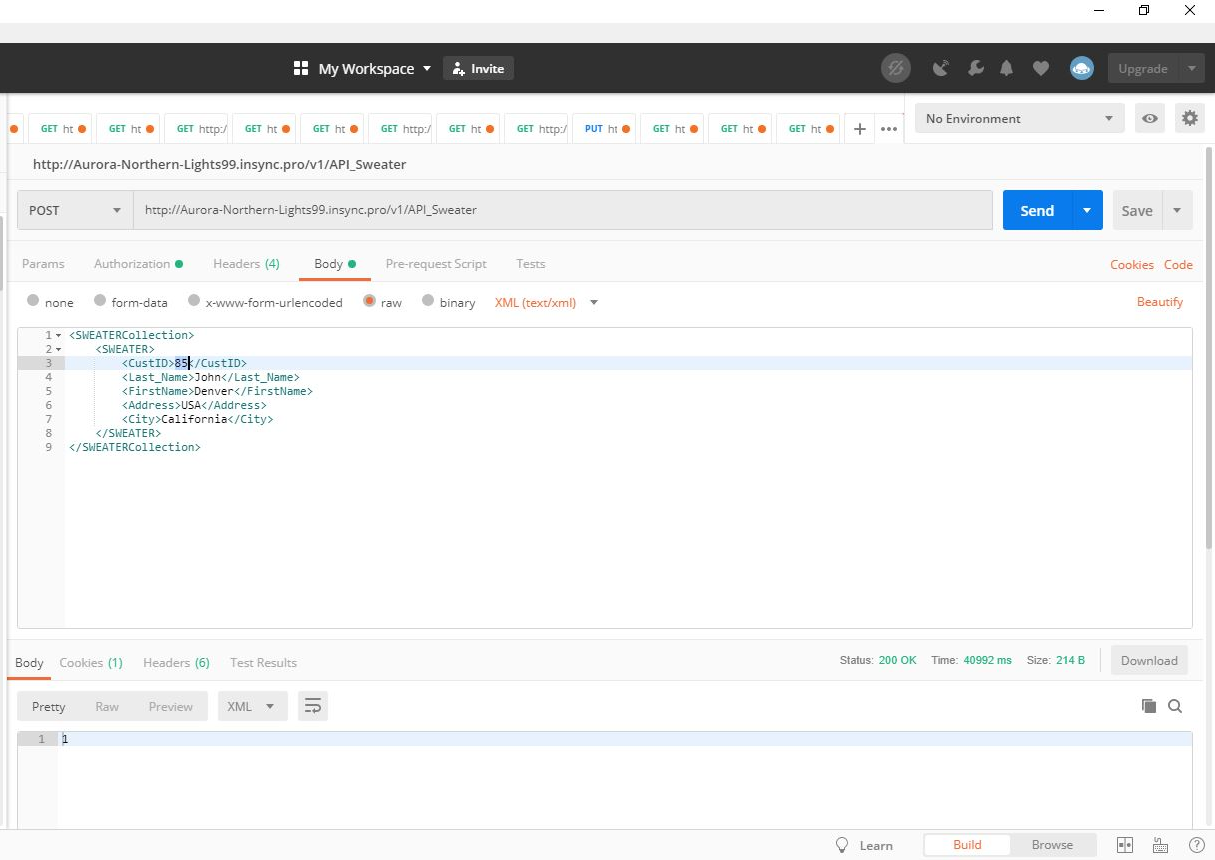 My Workspace
Invite
Upgrade
GET ht
GET ht
GET http:/
GET ht
GET ht
GET http:/
GET ht
GET http:/
PUT ht
GET ht
GET ht
GET ht
+
•••
No Environment
http://Aurora-Northern-Lights99.insync.pro/v1/API_Sweater
POST
http://Aurora-Northern-Lights99.insync.pro/v1/API_Sweater
Send
Save
Params
Authorization
Headers (4)
Body
Pre-request Script
Tests
Cookies
Code
none
form-data
x-www-form-urlencoded
raw
binary
XML (text/xml)
Beautify
1 <SWEATERCollection>
2 <SWEATER>
3 <CustID>85</CustID>
4 <Last_Name>John</Last_Name>
5 <FirstName>Denver</FirstName>
6 <Address>USA</Address>
7 <City>California</City>
8 </SWEATER>
9 </SWEATERCollection>
Body
Cookies (1)
Headers (6)
Test Results
Status: 200 OK
Time: 40992 ms
Size: 214 B
Download
Pretty
Raw
Preview
XML
1 1
Learn
Build
Browse
?